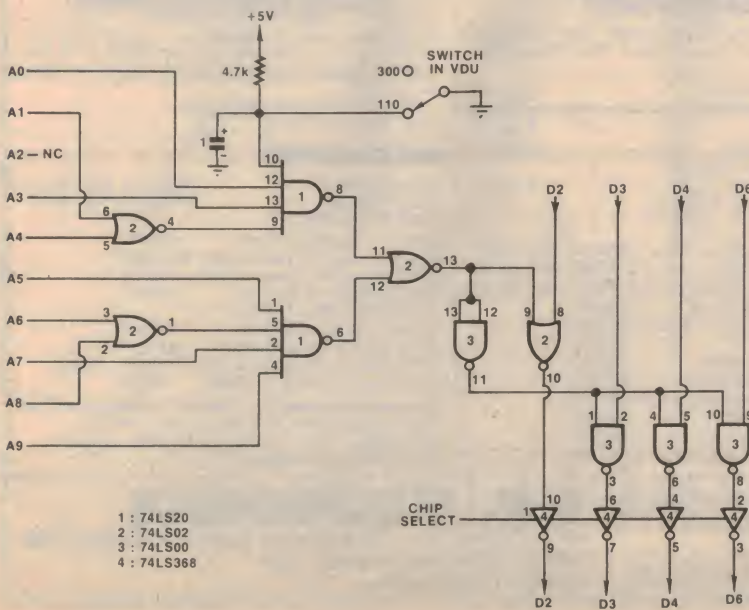 +5V
4.7k
SWITCH
IN VDU
300
110
1
+
-
A0
A1
A2 — NC
A3
A4
A5
A6
A7
A8
A9
10
12
13
9
1
8
6
5
2
4
3
2
2
1
1
5
2
4
1
6
11
12
2
13
D2
D3
D4
D6
13
12
3
11
9
8
2
10
1
2
3
3
4
5
3
6
10
3
8
CHIP
SELECT
1
10
4
9
6
4
7
4
4
5
2
4
3
D2
D3
D4
D6
1 : 74LS20
2 : 74LS02
3 : 74LS00
4 : 74LS368